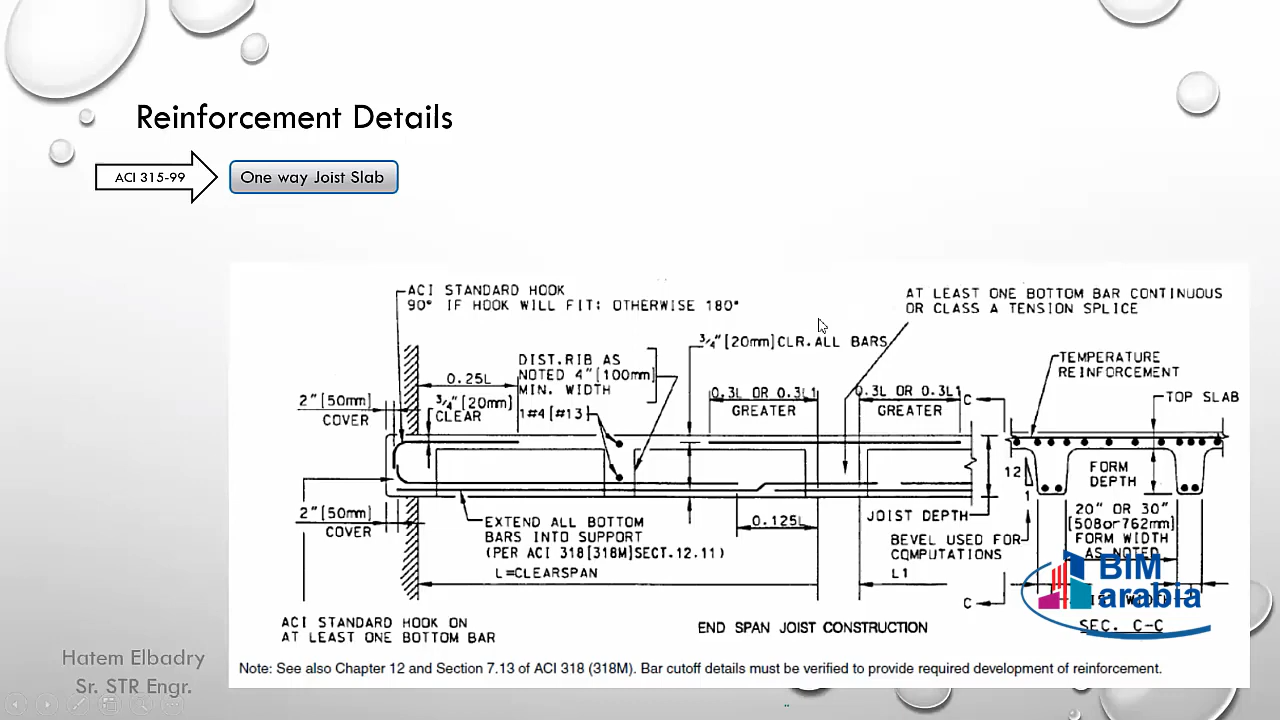 Reinforcement Details
ACI 315-99
One way Joist Slab
ACI STANDARD HOOK
90° IF HOOK WILL FIT: OTHERWISE 180°
AT LEAST ONE BOTTOM BAR CONTINUOUS
OR CLASS A TENSION SPLICE
3/4"[20mm]CLR.ALL BARS
DIST.RIB AS
NOTED 4"[100mm]
MIN. WIDTH
1#4[#13]
0.25L
3/4"[20mm]
CLEAR
2"[50mm]
COVER
0.3L OR 0.3L1
GREATER
0.3L OR 0.3L1
GREATER
C
TEMPERATURE
REINFORCEMENT
TOP SLAB
12
1
FORM
DEPTH
2"[50mm]
COVER
EXTEND ALL BOTTOM
BARS INTO SUPPORT
(PER ACI 318[318M]SECT.12.11)
0.125L
JOIST DEPTH
BEVEL USED FOR
COMPUTATIONS
20" OR 30"
[508or762mm]
FORM WIDTH
AS NOTED
L=CLEARSPAN
L1
C
BIM
arabia
SEC. C-C
ACI STANDARD HOOK ON
AT LEAST ONE BOTTOM BAR
END SPAN JOIST CONSTRUCTION
Note: See also Chapter 12 and Section 7.13 of ACI 318 (318M). Bar cutoff details must be verified to provide required development of reinforcement.
Hatem Elbadry
Sr. STR Engr.